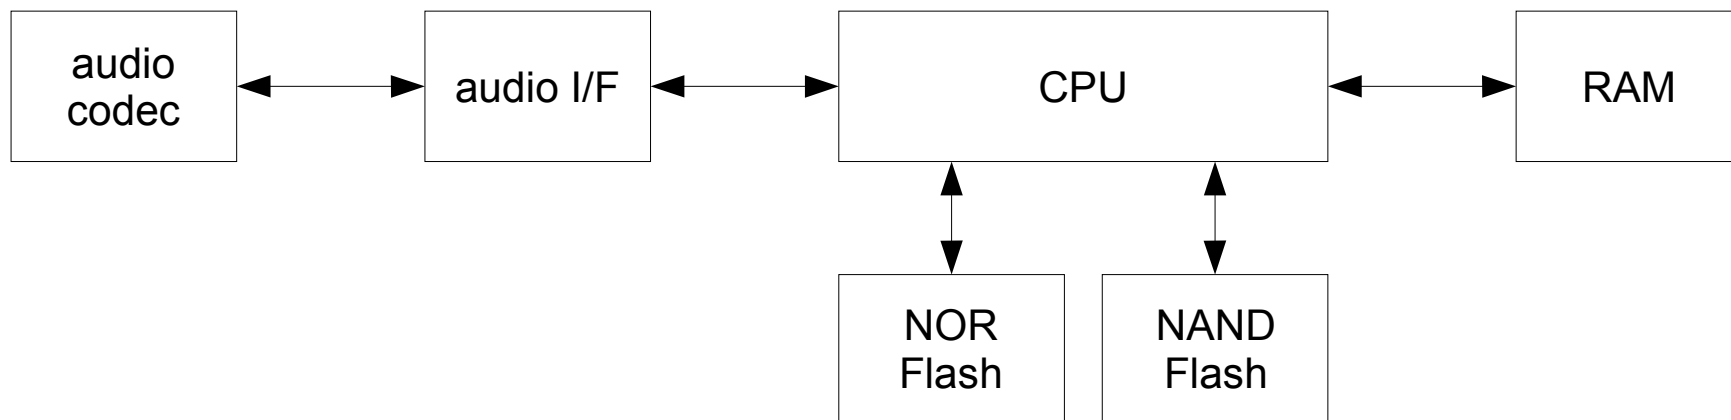 audio
codec
audio I/F
CPU
RAM
NOR
Flash
NAND
Flash